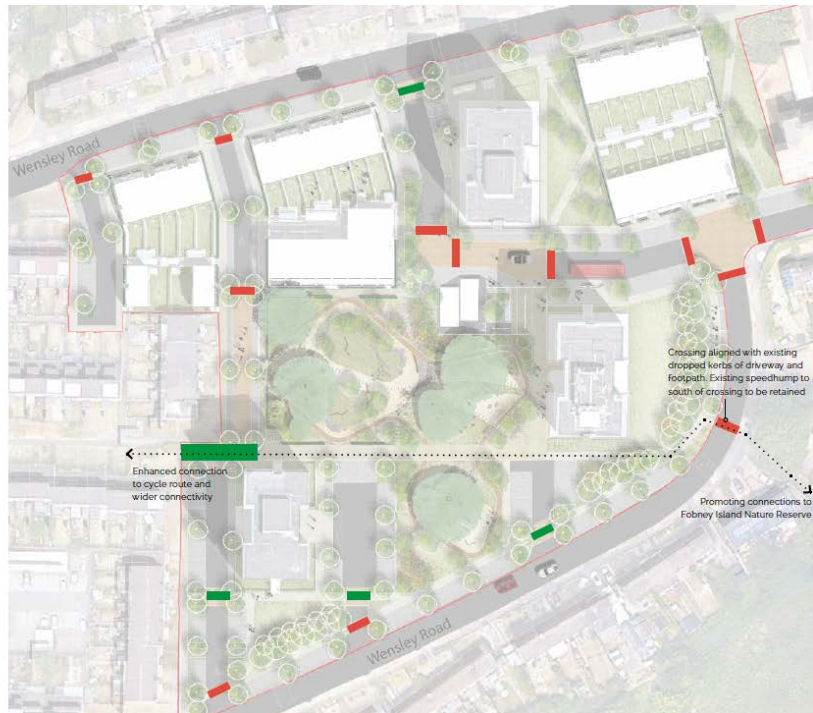 Wensley Road
Crossing aligned with existing
dropped kerbs of driveway and
footpath. Existing speedhump to
south of crossing to be retained
Enhanced connection
to cycle route and
wider connectivity
Promoting connections to
Fobney Island Nature Reserve
Wensley Road